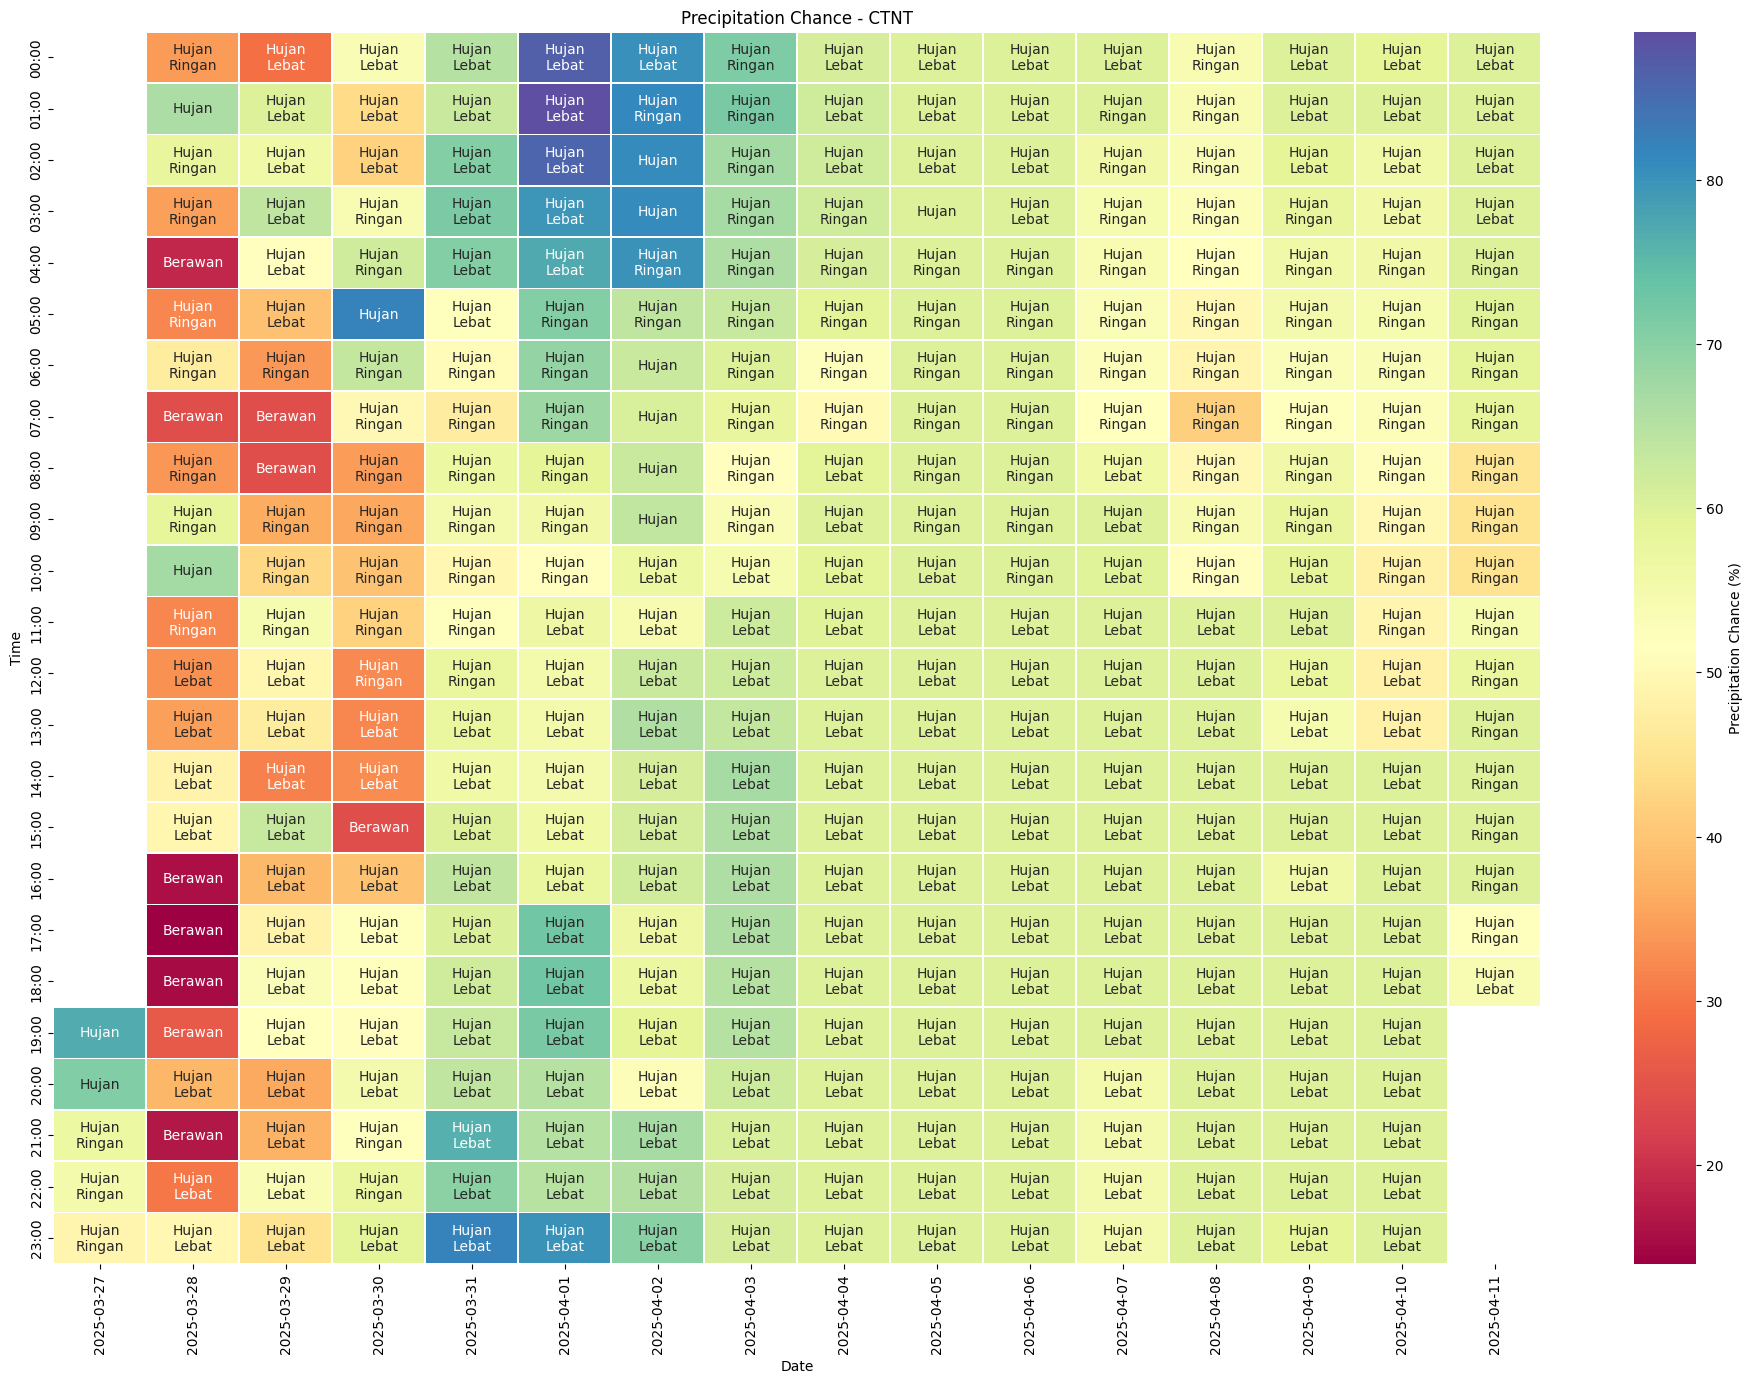 Precipitation Chance - CTNT
00:00 Hujan Ringan Hujan Lebat Hujan Lebat Hujan Lebat Hujan Lebat Hujan Lebat Hujan Ringan Hujan Lebat Hujan Lebat Hujan Lebat Hujan Lebat Hujan Ringan Hujan Lebat Hujan Lebat Hujan Lebat
01:00 Hujan Hujan Lebat Hujan Lebat Hujan Lebat Hujan Lebat Hujan Ringan Hujan Ringan Hujan Lebat Hujan Lebat Hujan Lebat Hujan Ringan Hujan Ringan Hujan Lebat Hujan Lebat Hujan Lebat
02:00 Hujan Ringan Hujan Lebat Hujan Lebat Hujan Lebat Hujan Lebat Hujan Hujan Ringan Hujan Lebat Hujan Lebat Hujan Lebat Hujan Ringan Hujan Ringan Hujan Lebat Hujan Lebat Hujan Lebat
03:00 Hujan Ringan Hujan Lebat Hujan Ringan Hujan Lebat Hujan Lebat Hujan Hujan Ringan Hujan Ringan Hujan Hujan Lebat Hujan Ringan Hujan Ringan Hujan Ringan Hujan Lebat Hujan Lebat
04:00 Berawan Hujan Lebat Hujan Ringan Hujan Lebat Hujan Lebat Hujan Ringan Hujan Ringan Hujan Ringan Hujan Ringan Hujan Ringan Hujan Ringan Hujan Ringan Hujan Ringan Hujan Ringan Hujan Ringan
05:00 Hujan Ringan Hujan Lebat Hujan Hujan Lebat Hujan Ringan Hujan Ringan Hujan Ringan Hujan Ringan Hujan Ringan Hujan Ringan Hujan Ringan Hujan Ringan Hujan Ringan Hujan Ringan Hujan Ringan
06:00 Hujan Ringan Hujan Ringan Hujan Ringan Hujan Ringan Hujan Ringan Hujan Hujan Ringan Hujan Ringan Hujan Ringan Hujan Ringan Hujan Ringan Hujan Ringan Hujan Ringan Hujan Ringan Hujan Ringan
07:00 Berawan Berawan Hujan Ringan Hujan Ringan Hujan Ringan Hujan Hujan Ringan Hujan Ringan Hujan Ringan Hujan Ringan Hujan Ringan Hujan Ringan Hujan Ringan Hujan Ringan Hujan Ringan
08:00 Hujan Ringan Berawan Hujan Ringan Hujan Ringan Hujan Ringan Hujan Hujan Ringan Hujan Lebat Hujan Ringan Hujan Ringan Hujan Lebat Hujan Ringan Hujan Ringan Hujan Ringan Hujan Ringan
09:00 Hujan Ringan Hujan Ringan Hujan Ringan Hujan Ringan Hujan Ringan Hujan Hujan Ringan Hujan Lebat Hujan Ringan Hujan Ringan Hujan Lebat Hujan Ringan Hujan Ringan Hujan Ringan Hujan Ringan
10:00 Hujan Hujan Ringan Hujan Ringan Hujan Ringan Hujan Ringan Hujan Lebat Hujan Lebat Hujan Lebat Hujan Lebat Hujan Ringan Hujan Lebat Hujan Ringan Hujan Lebat Hujan Ringan Hujan Ringan
11:00 Hujan Ringan Hujan Ringan Hujan Ringan Hujan Ringan Hujan Lebat Hujan Lebat Hujan Lebat Hujan Lebat Hujan Lebat Hujan Lebat Hujan Lebat Hujan Lebat Hujan Lebat Hujan Ringan Hujan Ringan
12:00 Hujan Lebat Hujan Lebat Hujan Ringan Hujan Ringan Hujan Lebat Hujan Lebat Hujan Lebat Hujan Lebat Hujan Lebat Hujan Lebat Hujan Lebat Hujan Lebat Hujan Lebat Hujan Lebat Hujan Ringan
13:00 Hujan Lebat Hujan Lebat Hujan Lebat Hujan Lebat Hujan Lebat Hujan Lebat Hujan Lebat Hujan Lebat Hujan Lebat Hujan Lebat Hujan Lebat Hujan Lebat Hujan Lebat Hujan Lebat Hujan Ringan
14:00 Hujan Lebat Hujan Lebat Hujan Lebat Hujan Lebat Hujan Lebat Hujan Lebat Hujan Lebat Hujan Lebat Hujan Lebat Hujan Lebat Hujan Lebat Hujan Lebat Hujan Lebat Hujan Lebat Hujan Ringan
15:00 Hujan Lebat Hujan Lebat Berawan Hujan Lebat Hujan Lebat Hujan Lebat Hujan Lebat Hujan Lebat Hujan Lebat Hujan Lebat Hujan Lebat Hujan Lebat Hujan Lebat Hujan Lebat Hujan Ringan
16:00 Berawan Hujan Lebat Hujan Lebat Hujan Lebat Hujan Lebat Hujan Lebat Hujan Lebat Hujan Lebat Hujan Lebat Hujan Lebat Hujan Lebat Hujan Lebat Hujan Lebat Hujan Lebat Hujan Ringan
17:00 Berawan Hujan Lebat Hujan Lebat Hujan Lebat Hujan Lebat Hujan Lebat Hujan Lebat Hujan Lebat Hujan Lebat Hujan Lebat Hujan Lebat Hujan Lebat Hujan Lebat Hujan Lebat Hujan Ringan
18:00 Berawan Hujan Lebat Hujan Lebat Hujan Lebat Hujan Lebat Hujan Lebat Hujan Lebat Hujan Lebat Hujan Lebat Hujan Lebat Hujan Lebat Hujan Lebat Hujan Lebat Hujan Lebat Hujan Lebat
19:00 Hujan Berawan Hujan Lebat Hujan Lebat Hujan Lebat Hujan Lebat Hujan Lebat Hujan Lebat Hujan Lebat Hujan Lebat Hujan Lebat Hujan Lebat Hujan Lebat Hujan Lebat Hujan Lebat
20:00 Hujan Hujan Lebat Hujan Lebat Hujan Lebat Hujan Lebat Hujan Lebat Hujan Lebat Hujan Lebat Hujan Lebat Hujan Lebat Hujan Lebat Hujan Lebat Hujan Lebat Hujan Lebat Hujan Lebat
21:00 Hujan Ringan Berawan Hujan Lebat Hujan Ringan Hujan Lebat Hujan Lebat Hujan Lebat Hujan Lebat Hujan Lebat Hujan Lebat Hujan Lebat Hujan Lebat Hujan Lebat Hujan Lebat Hujan Lebat
22:00 Hujan Ringan Hujan Lebat Hujan Lebat Hujan Ringan Hujan Lebat Hujan Lebat Hujan Lebat Hujan Lebat Hujan Lebat Hujan Lebat Hujan Lebat Hujan Lebat Hujan Lebat Hujan Lebat Hujan Lebat
23:00 Hujan Ringan Hujan Lebat Hujan Lebat Hujan Lebat Hujan Lebat Hujan Lebat Hujan Lebat Hujan Lebat Hujan Lebat Hujan Lebat Hujan Lebat Hujan Lebat Hujan Lebat Hujan Lebat Hujan Lebat
Time
2025-03-27 2025-03-28 2025-03-29 2025-03-30 2025-03-31 2025-04-01 2025-04-02 2025-04-03 2025-04-04 2025-04-05 2025-04-06 2025-04-07 2025-04-08 2025-04-09 2025-04-10 2025-04-11
Date
80
70
60
50
40
30
20
Precipitation Chance (%)